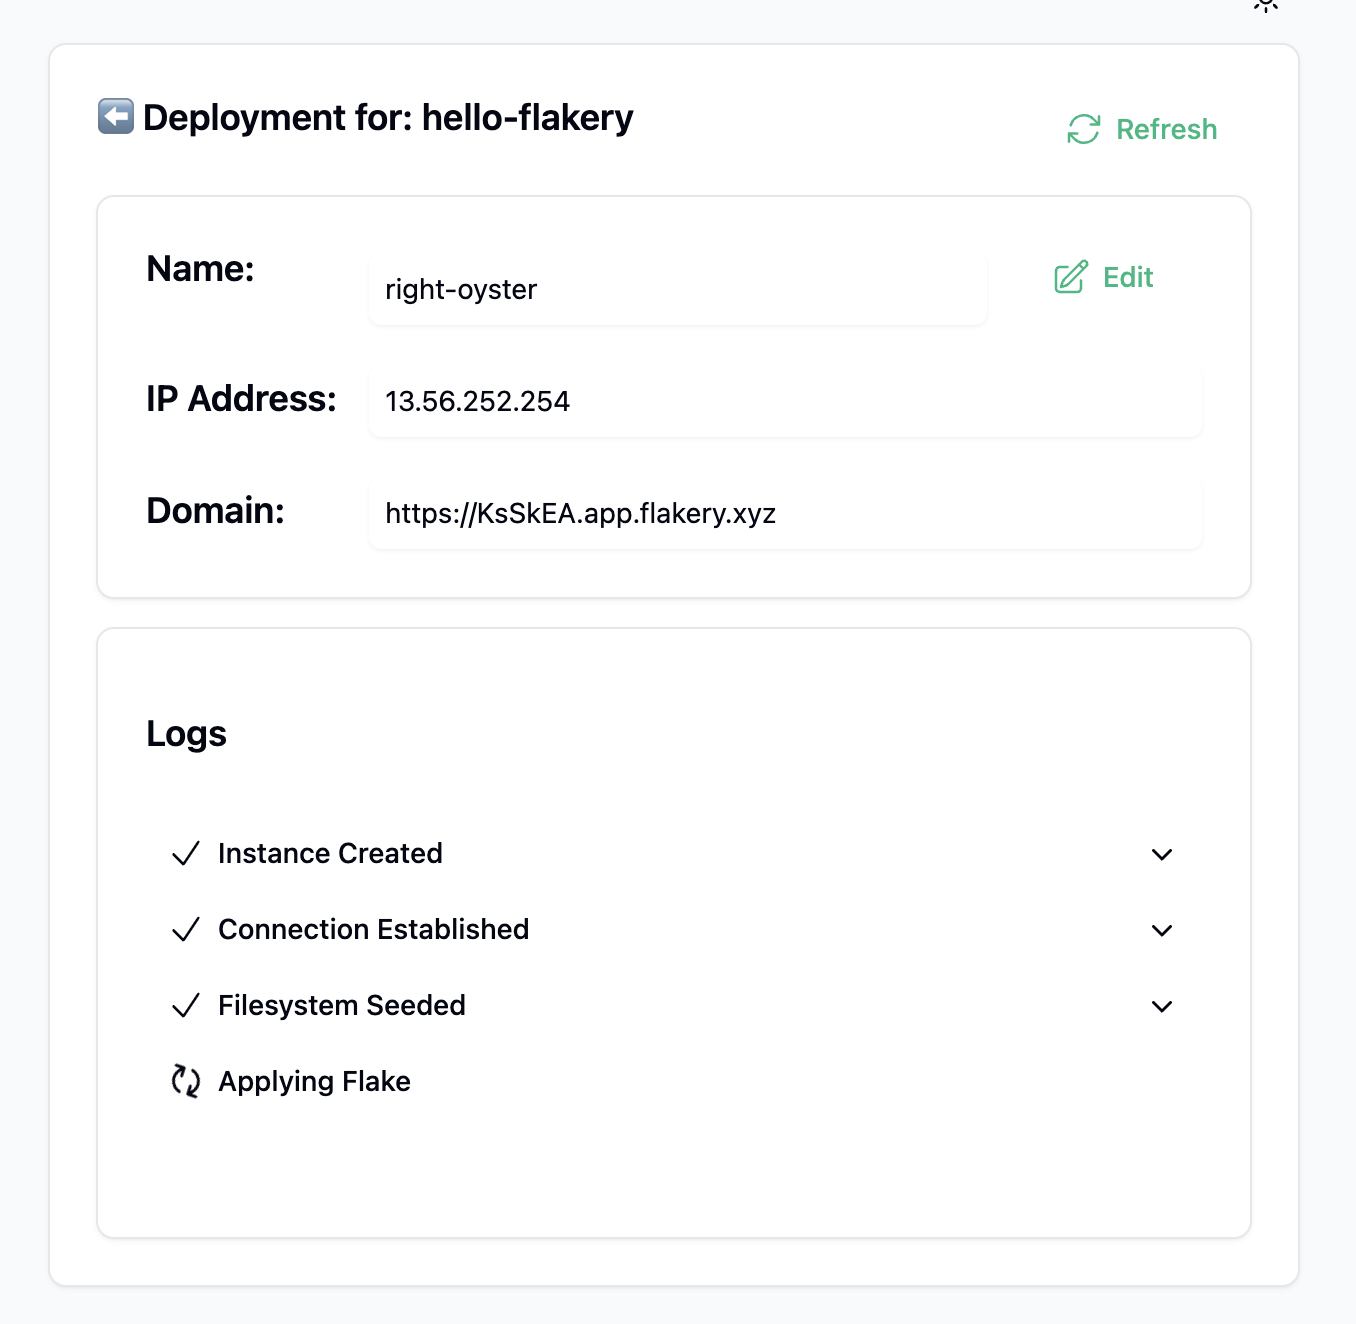 Deployment for: hello-flakery
Refresh
Name:
right-oyster
Edit
IP Address:
13.56.252.254
Domain:
https://KsSkEA.app.flakery.xyz
Logs
Instance Created
Connection Established
Filesystem Seeded
Applying Flake